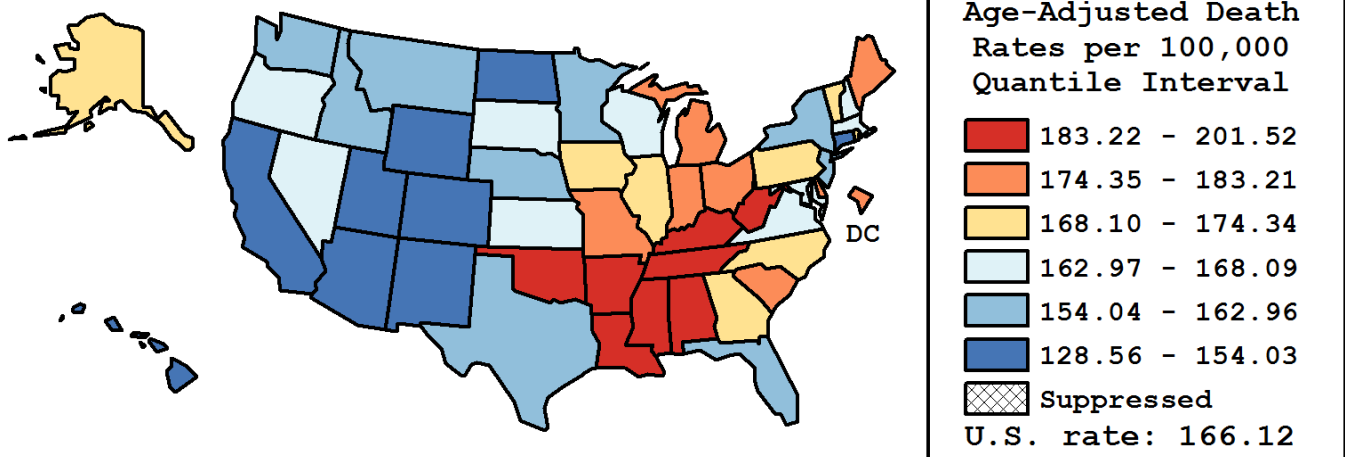 Age-Adjusted Death
Rates per 100,000
Quantile Interval
183.22 - 201.52
174.35 - 183.21
168.10 - 174.34
162.97 - 168.09
154.04 - 162.96
128.56 - 154.03
Suppressed
U.S. rate: 166.12
DC